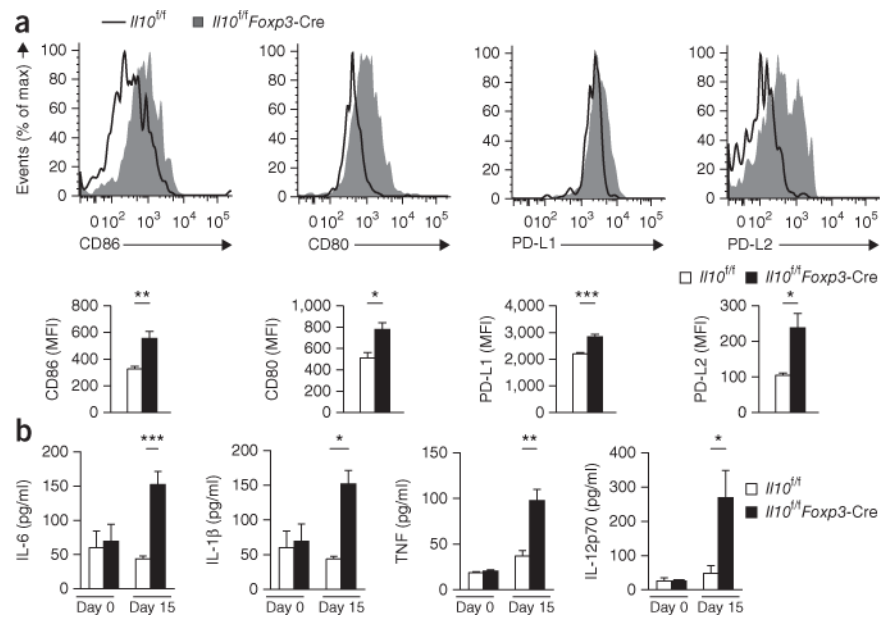 a
Il10f/f Il10f/fFoxp3-Cre
Events (% of max)
100 80 60 40 20 0
0 10² 10³ 10⁴ 10⁵
CD86
100 80 60 40 20 0
0 10² 10³ 10⁴ 10⁵
CD80
100 80 60 40 20 0
0 10² 10³ 10⁴ 10⁵
PD-L1
100 80 60 40 20 0
0 10² 10³ 10⁴ 10⁵
PD-L2
Il10f/f Il10f/fFoxp3-Cre
CD86 (MFI)
800 600 400 200 0
**
CD80 (MFI)
1,000 800 600 400 200 0
*
PD-L1 (MFI)
4,000 3,000 2,000 1,000 0
***
PD-L2 (MFI)
300 200 100 0
*
b
IL-6 (pg/ml)
200 150 100 50 0
***
Day 0 Day 15
IL-1β (pg/ml)
200 150 100 50 0
*
Day 0 Day 15
TNF (pg/ml)
150 100 50 0
**
Day 0 Day 15
IL-12p70 (pg/ml)
400 300 200 100 0
*
Day 0 Day 15
Il10f/f
Il10f/fFoxp3-Cre